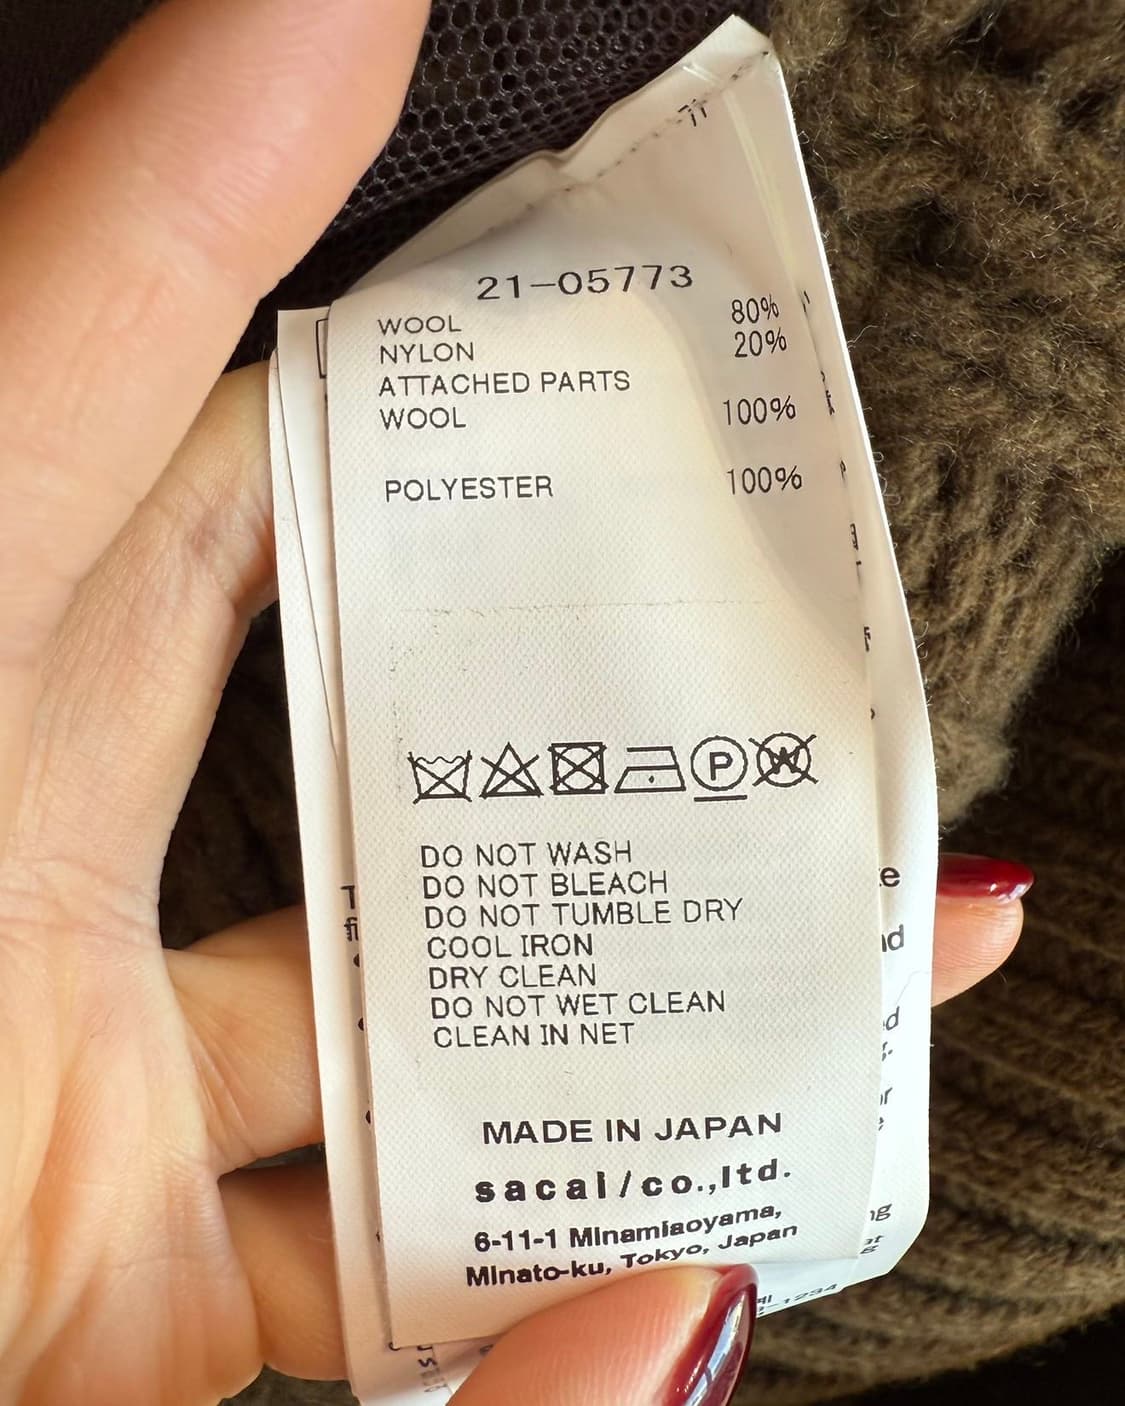 21-05773
WOOL 80%
NYLON 20%
ATTACHED PARTS
WOOL 100%
POLYESTER 100%
P W
DO NOT WASH
DO NOT BLEACH
DO NOT TUMBLE DRY
COOL IRON
DRY CLEAN
DO NOT WET CLEAN
CLEAN IN NET
MADE IN JAPAN
sacai/co.,ltd.
6-11-1 Minamiaoyama,
Minato-ku, Tokyo, Japan